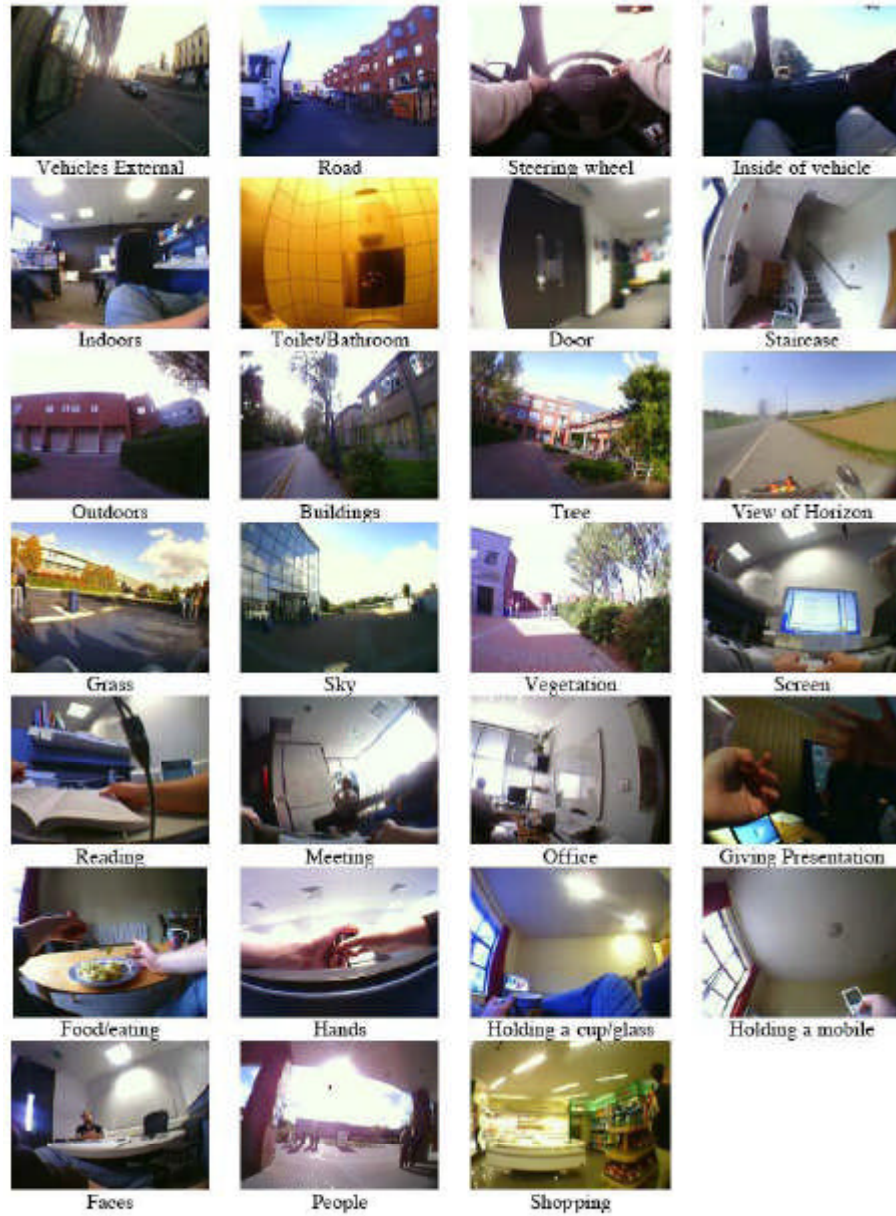 Vehicles External
Road
Steering wheel
Inside of vehicle
Indoors
Toilet/Bathroom
Door
Staircase
Outdoors
Buildings
Tree
View of Horizon
Grass
Sky
Vegetation
Screen
Reading
Meeting
Office
Giving Presentation
Food/eating
Hands
Holding a cup/glass
Holding a mobile
Faces
People
Shopping